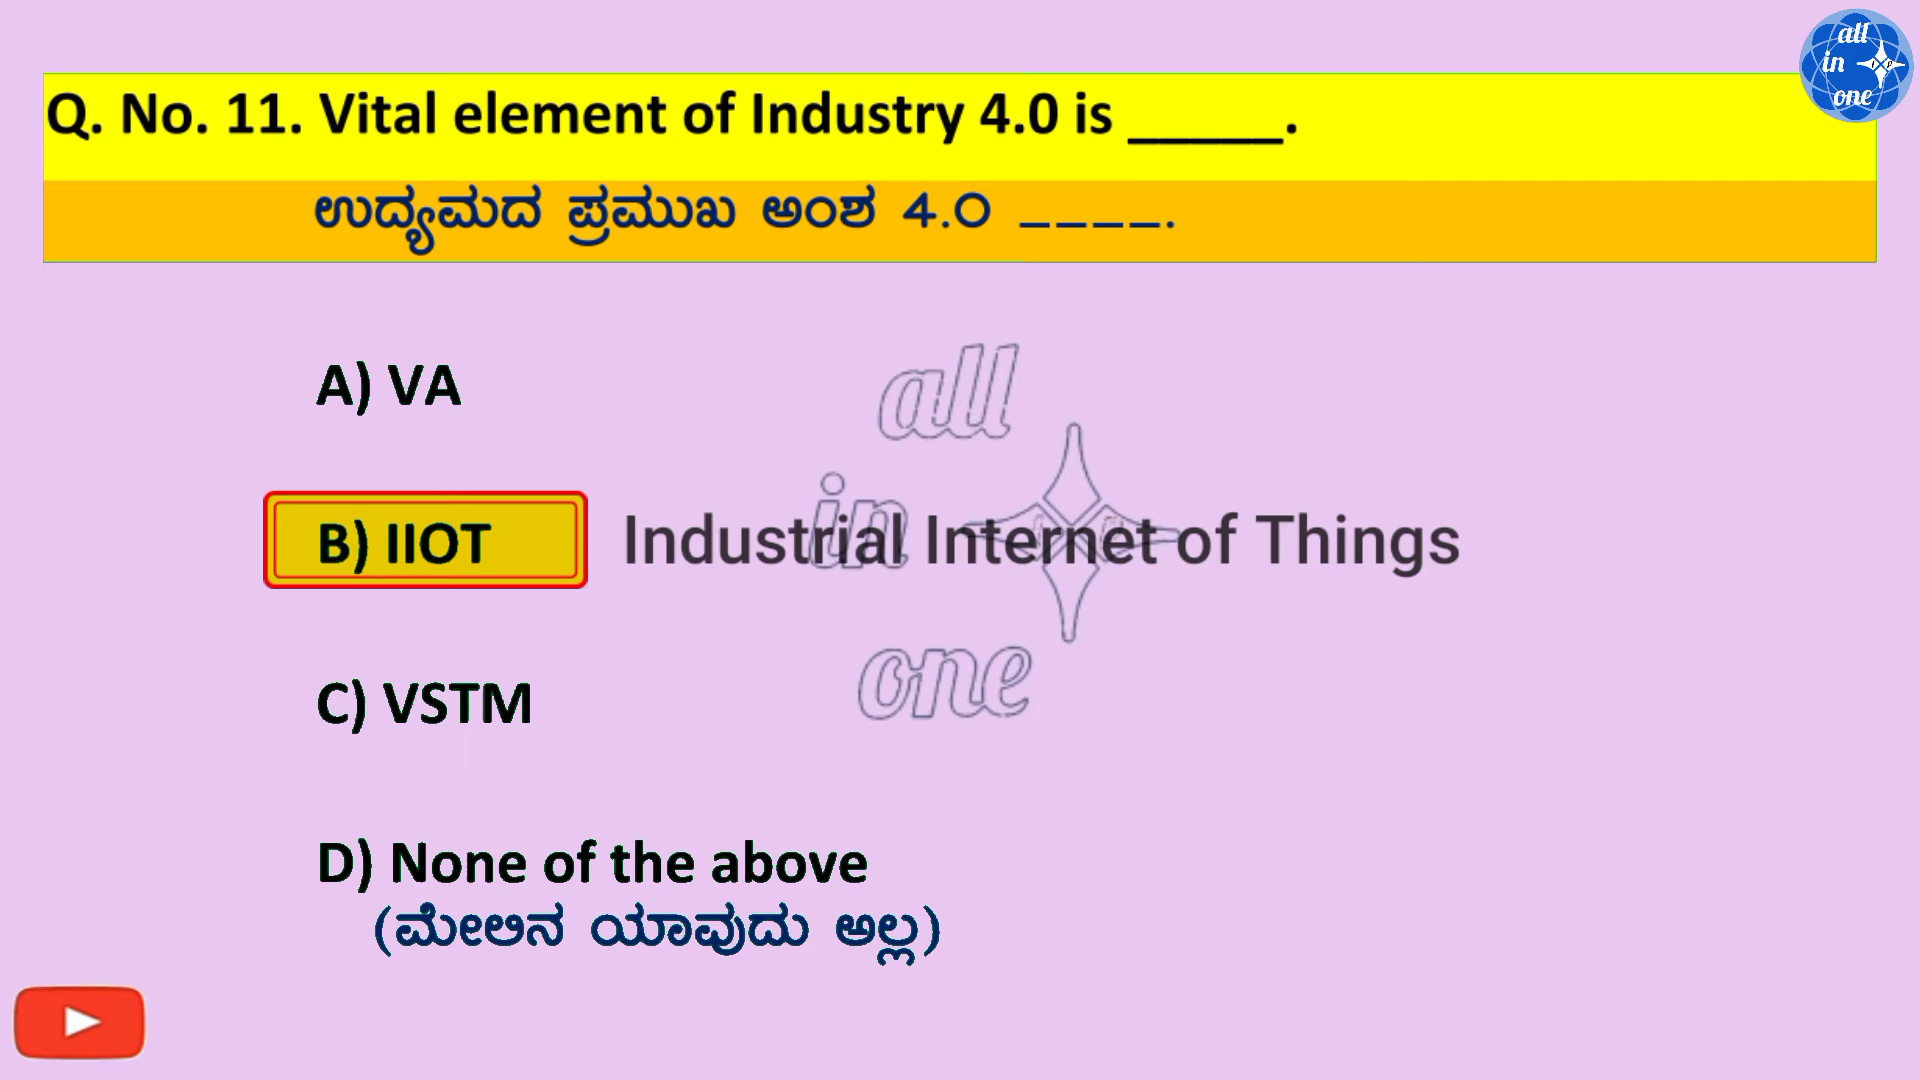 all
in
one
Q. No. 11. Vital element of Industry 4.0 is _____.
ಉದ್ಯಮದ ಪ್ರಮುಖ ಅಂಶ 4.0 ____.
A) VA
B) IIOT Industrial Internet of Things
C) VSTM
D) None of the above
(ಮೇಲಿನ ಯಾವುದು ಅಲ್ಲ)
all
in
one